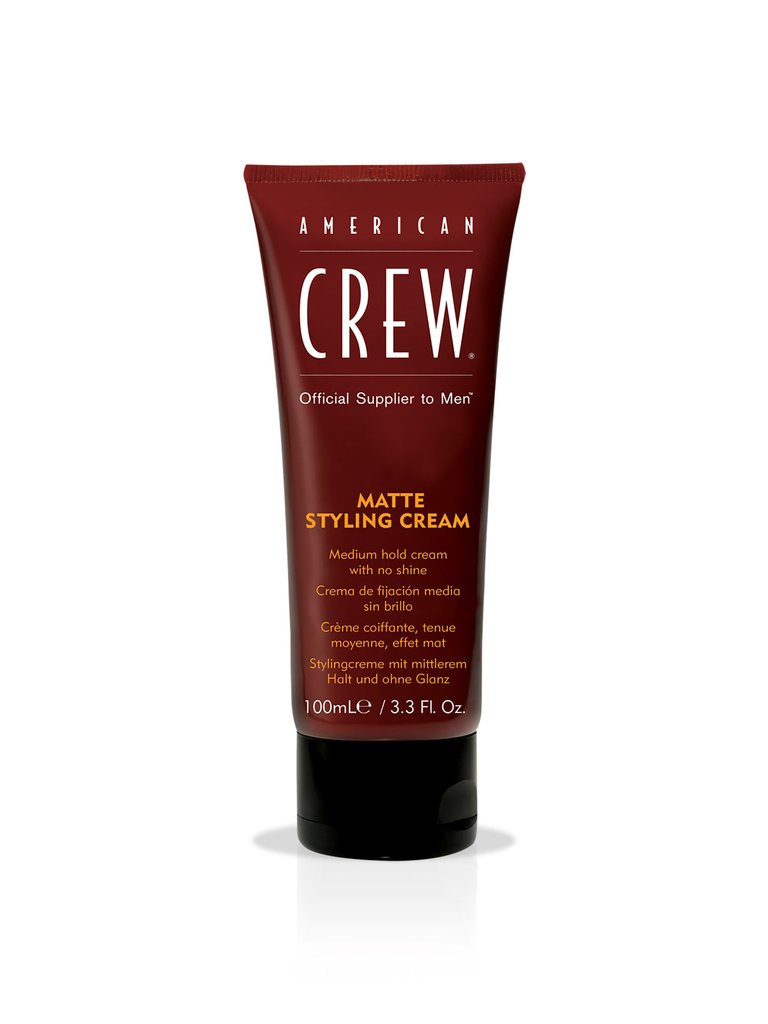 AMERICAN
CREW®
Official Supplier to Men™
MATTE
STYLING CREAM
Medium hold cream
with no shine
Crema de fijación media
sin brillo
Crème coiffante, tenue
moyenne, effet mat
Stylingcreme mit mittlerem
Halt und ohne Glanz
100mL℮ / 3.3 Fl. Oz.